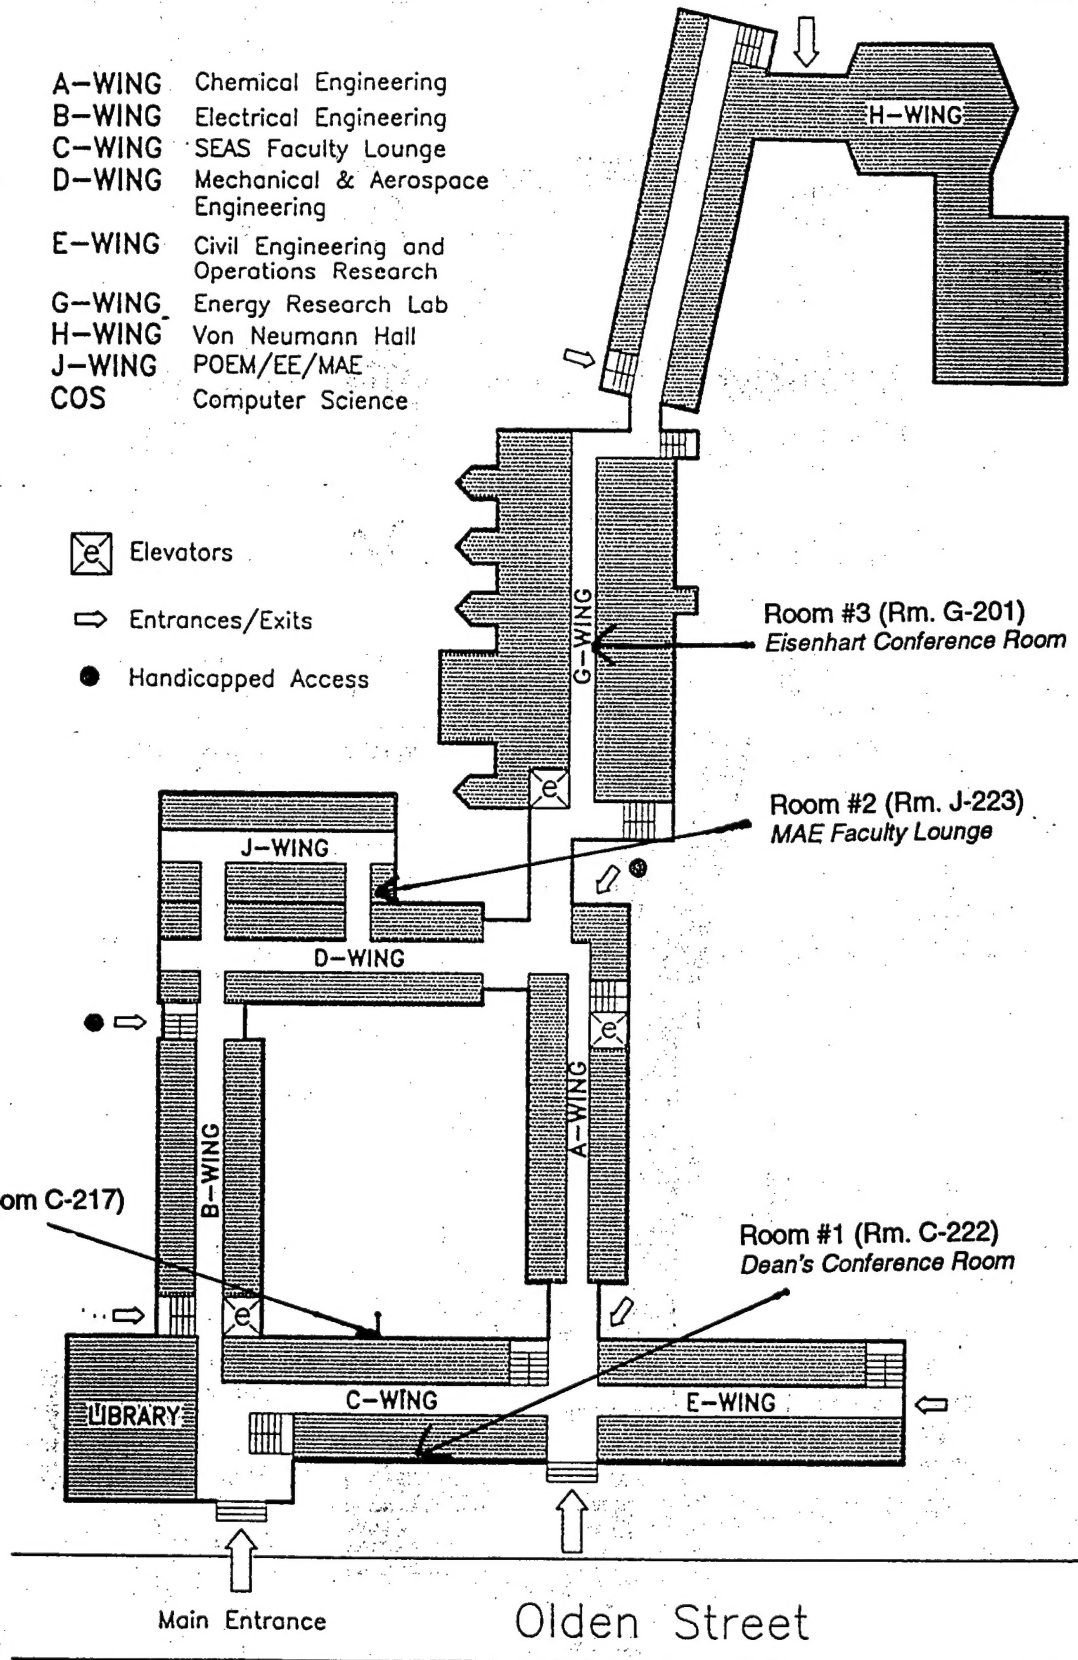 A-WING Chemical Engineering
B-WING Electrical Engineering
C-WING SEAS Faculty Lounge
D-WING Mechanical & Aerospace
Engineering
E-WING Civil Engineering and
Operations Research
G-WING Energy Research Lab
H-WING Von Neumann Hall
J-WING POEM/EE/MAE
COS Computer Science
H-WING
e Elevators
Entrances/Exits
Handicapped Access
G-WING
Room #3 (Rm. G-201)
Eisenhart Conference Room
e
Room #2 (Rm. J-223)
MAE Faculty Lounge
J-WING
D-WING
e
A-WING
B-WING
om C-217)
Room #1 (Rm. C-222)
Dean's Conference Room
e
C-WING
E-WING
LIBRARY
Main Entrance
Olden Street